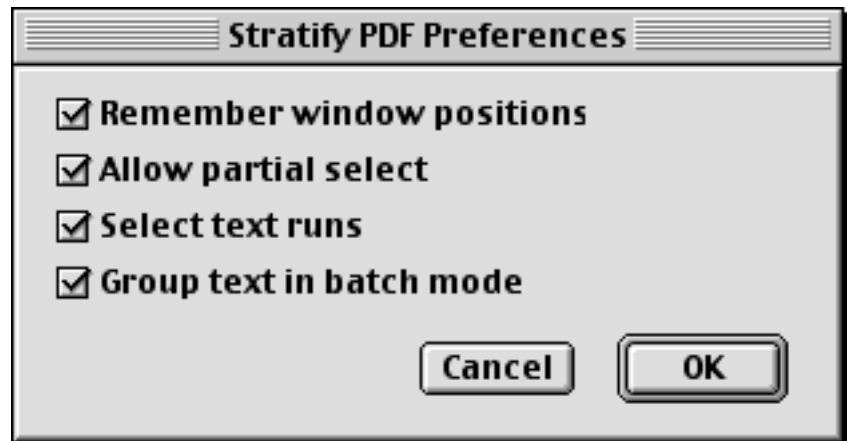 Stratify PDF Preferences
Remember window positions
Allow partial select
Select text runs
Group text in batch mode
Cancel OK